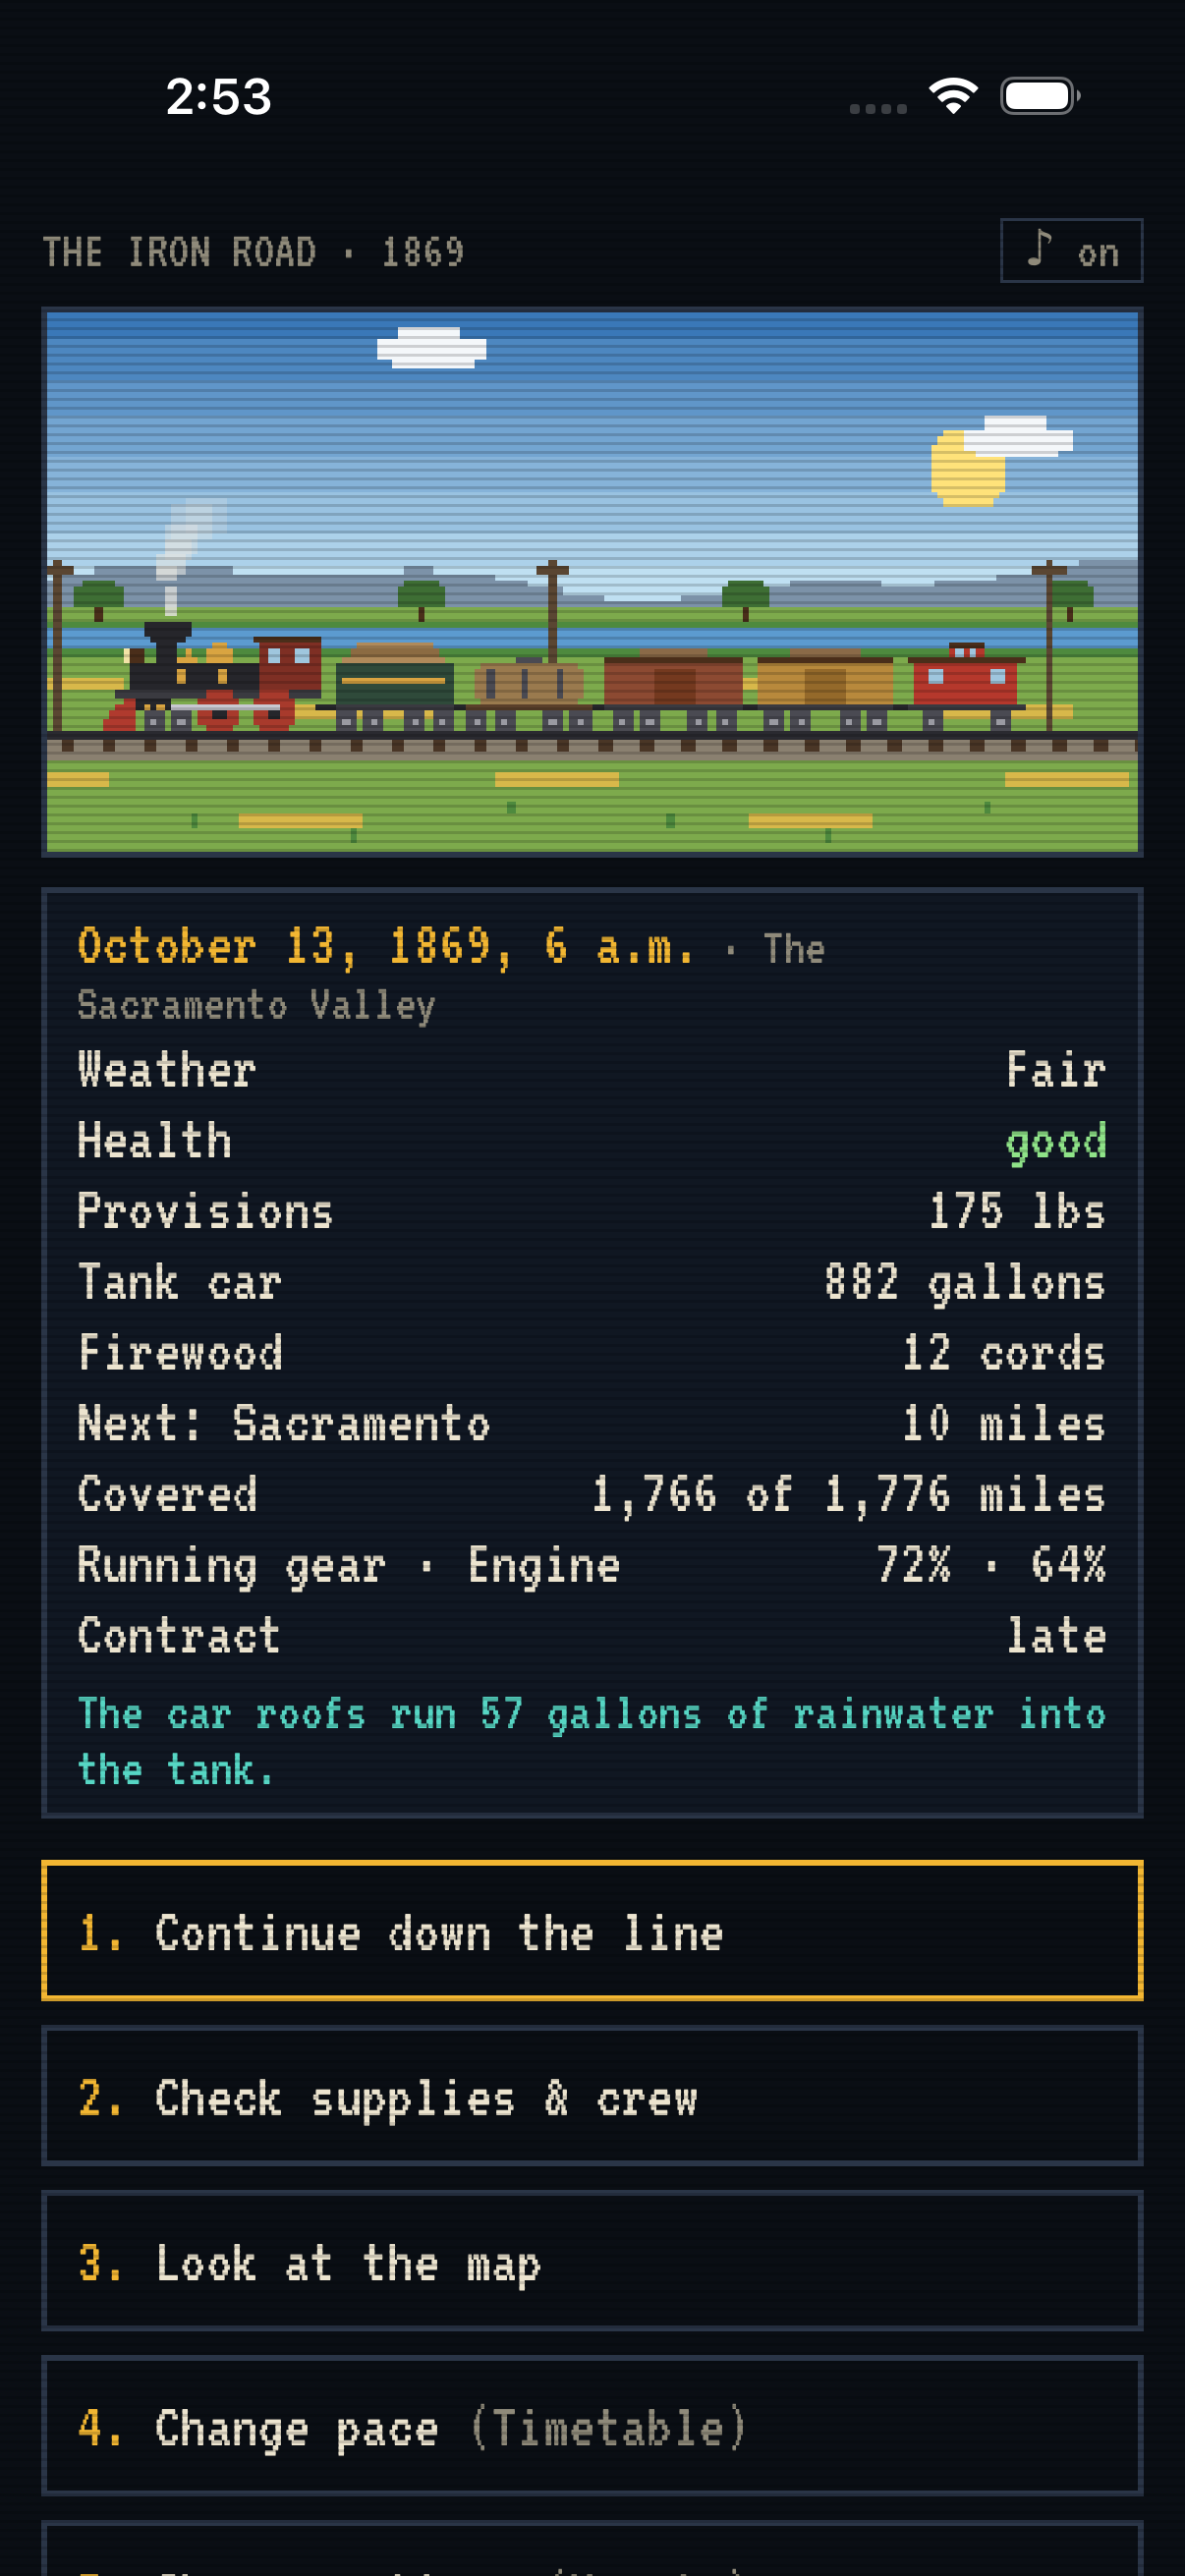 2:53
THE IRON ROAD · 1869
♪ on
October 13, 1869, 6 a.m. · The
Sacramento Valley
Weather Fair
Health good
Provisions 175 lbs
Tank car 882 gallons
Firewood 12 cords
Next: Sacramento 10 miles
Covered 1,766 of 1,776 miles
Running gear · Engine 72% · 64%
Contract late
The car roofs run 57 gallons of rainwater into
the tank.
1. Continue down the line
2. Check supplies & crew
3. Look at the map
4. Change pace (Timetable)